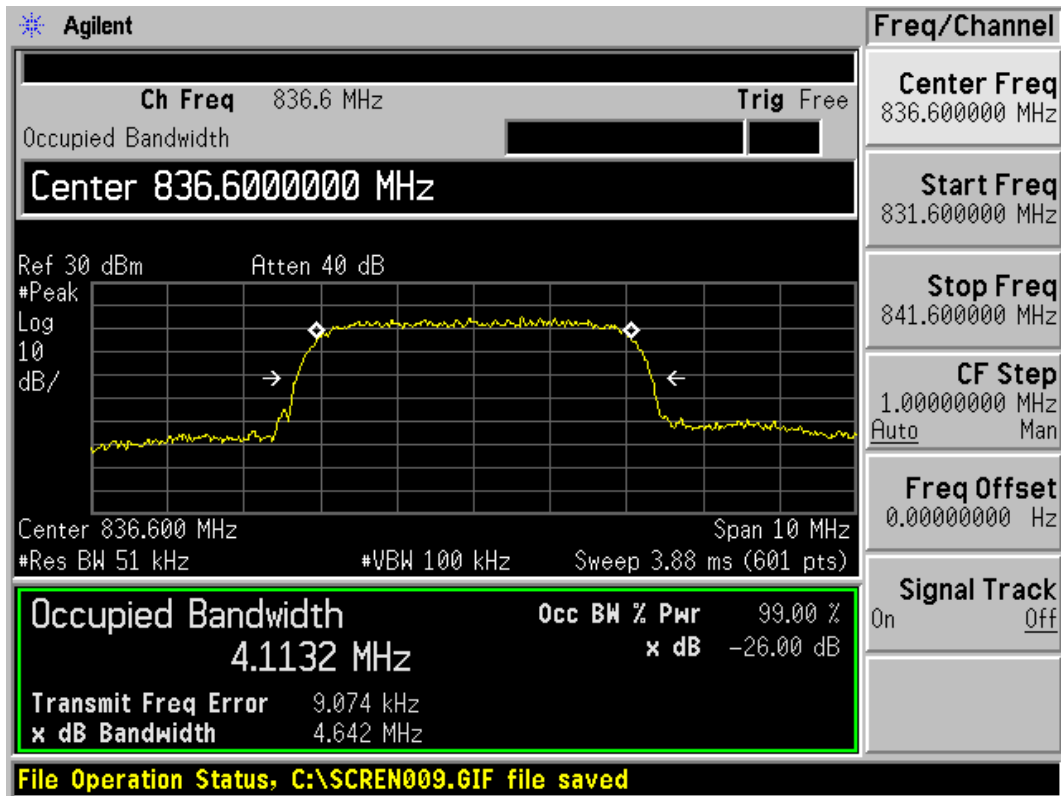 Agilent
Freq/Channel
Ch Freq 836.6 MHz Trig Free
Occupied Bandwidth
Center 836.6000000 MHz
Ref 30 dBm Atten 40 dB
#Peak
Log
10
dB/
Center 836.600 MHz Span 10 MHz
#Res BW 51 kHz #VBW 100 kHz Sweep 3.88 ms (601 pts)
Occupied Bandwidth Occ BW % Pwr 99.00 %
4.1132 MHz x dB -26.00 dB
Transmit Freq Error 9.074 kHz
x dB Bandwidth 4.642 MHz
File Operation Status, C:\SCREN009.GIF file saved
Center Freq
836.600000 MHz
Start Freq
831.600000 MHz
Stop Freq
841.600000 MHz
CF Step
1.00000000 MHz
Auto Man
Freq Offset
0.00000000 Hz
Signal Track
On Off